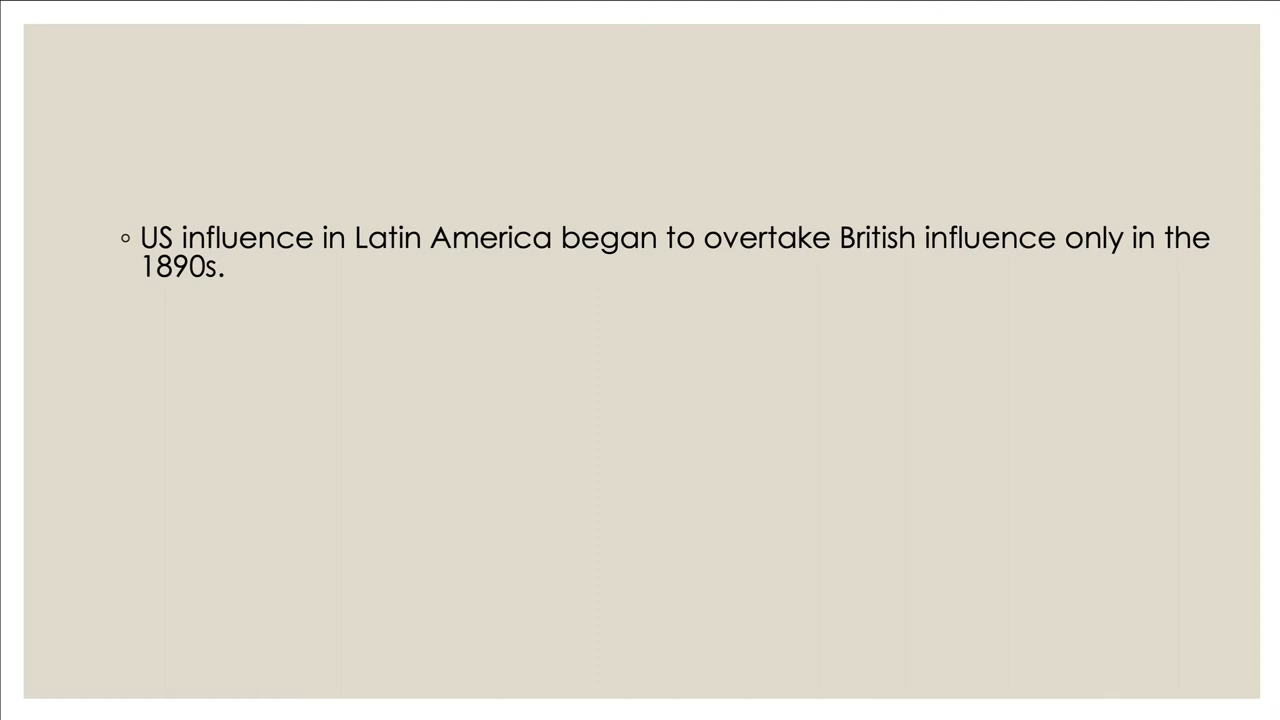 ◦ US influence in Latin America began to overtake British influence only in the
1890s.